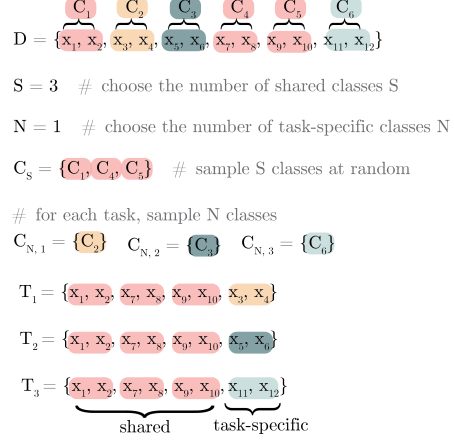 C₁ C₂ C₃ C₄ C₅ C₆
D = {x₁, x₂, x₃, x₄, x₅, x₆, x₇, x₈, x₉, x₁₀, x₁₁, x₁₂}
S = 3 # choose the number of shared classes S
N = 1 # choose the number of task-specific classes N
C_S = {C₁, C₄, C₅} # sample S classes at random
# for each task, sample N classes
C_N, 1 = {C₂} C_N, 2 = {C₃} C_N, 3 = {C₆}
T₁ = {x₁, x₂, x₇, x₈, x₉, x₁₀, x₃, x₄}
T₂ = {x₁, x₂, x₇, x₈, x₉, x₁₀, x₅, x₆}
T₃ = {x₁, x₂, x₇, x₈, x₉, x₁₀, x₁₁, x₁₂}
shared task-specific